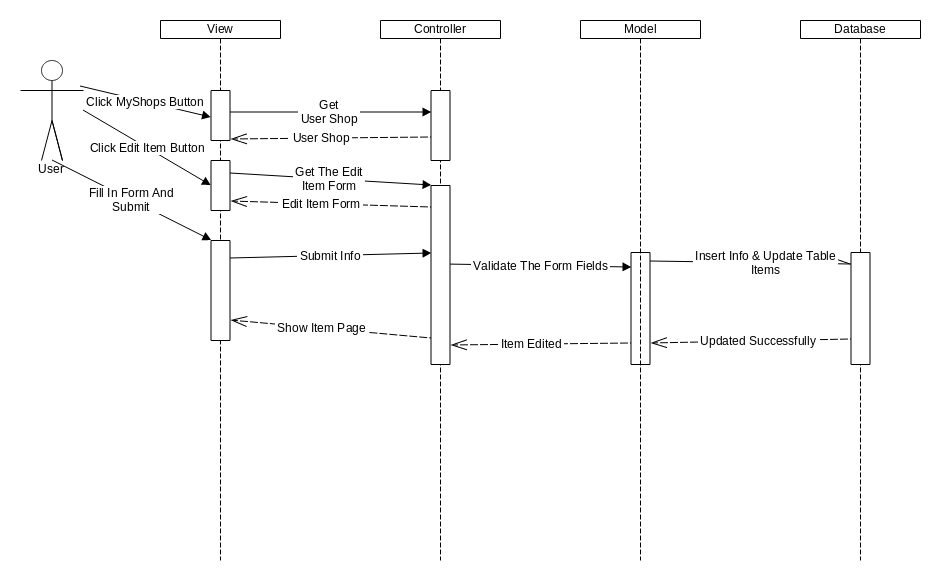 View
Controller
Model
Database
Click MyShops Button
Get
User Shop
User Shop
Click Edit Item Button
User
Get The Edit
Item Form
Edit Item Form
Fill In Form And
Submit
Submit Info
Validate The Form Fields
Insert Info & Update Table
Items
Show Item Page
Item Edited
Updated Successfully